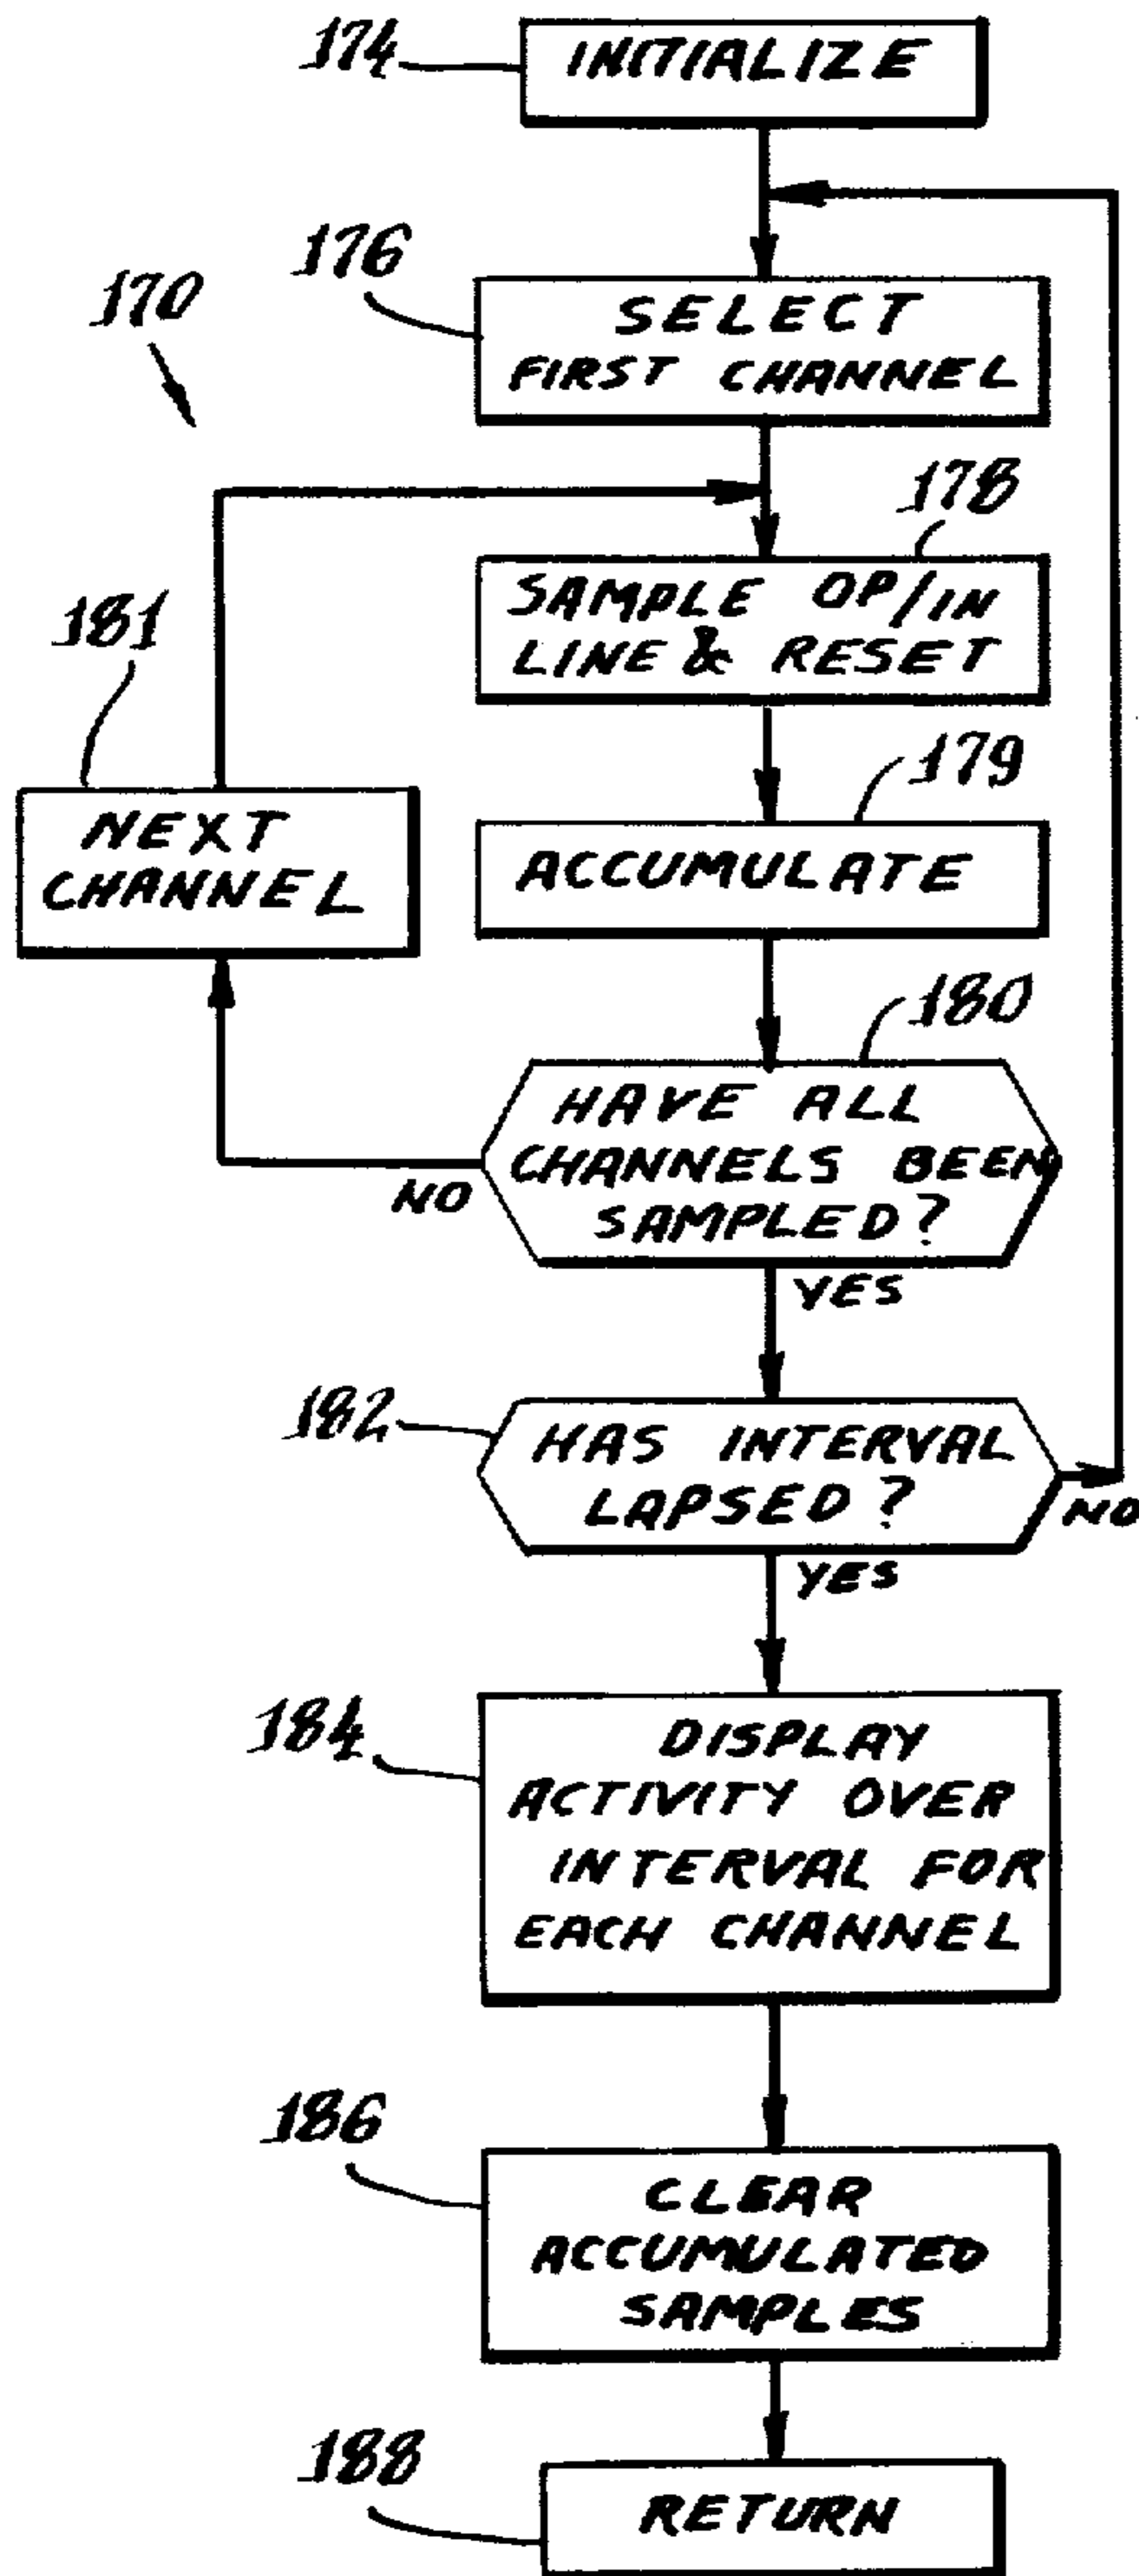 174
INITIALIZE
176
170
SELECT
FIRST CHANNEL
178
SAMPLE OP/IN
LINE & RESET
181
179
NEXT
CHANNEL
ACCUMULATE
180
HAVE ALL
CHANNELS BEEN
SAMPLED?
NO
YES
182
HAS INTERVAL
LAPSED?
NO
YES
184
DISPLAY
ACTIVITY OVER
INTERVAL FOR
EACH CHANNEL
186
CLEAR
ACCUMULATED
SAMPLES
188
RETURN